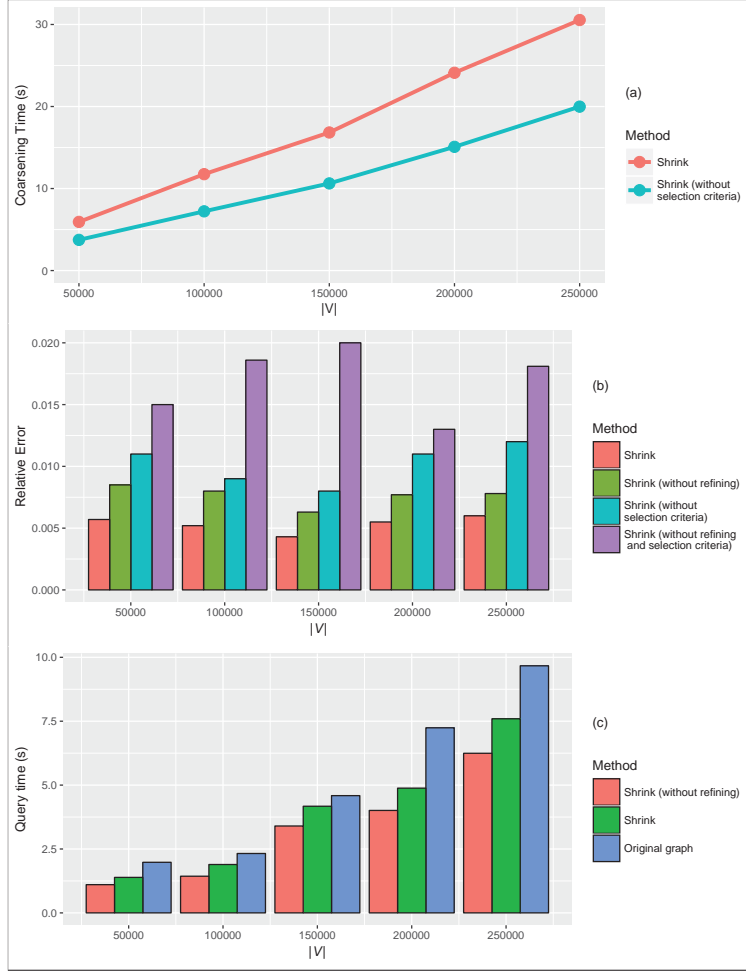 30
20
10
0
Coarsening Time (s)
50000 100000 150000 200000 250000
|V|
(a)
Method
Shrink
Shrink (without
selection criteria)
0.020
0.015
0.010
0.005
0.000
Relative Error
50000 100000 150000 200000 250000
|V|
(b)
Method
Shrink
Shrink (without refining)
Shrink (without
selection criteria)
Shrink (without refining
and selection criteria)
10.0
7.5
5.0
2.5
0.0
Query time (s)
50000 100000 150000 200000 250000
|V|
(c)
Method
Shrink (without refining)
Shrink
Original graph